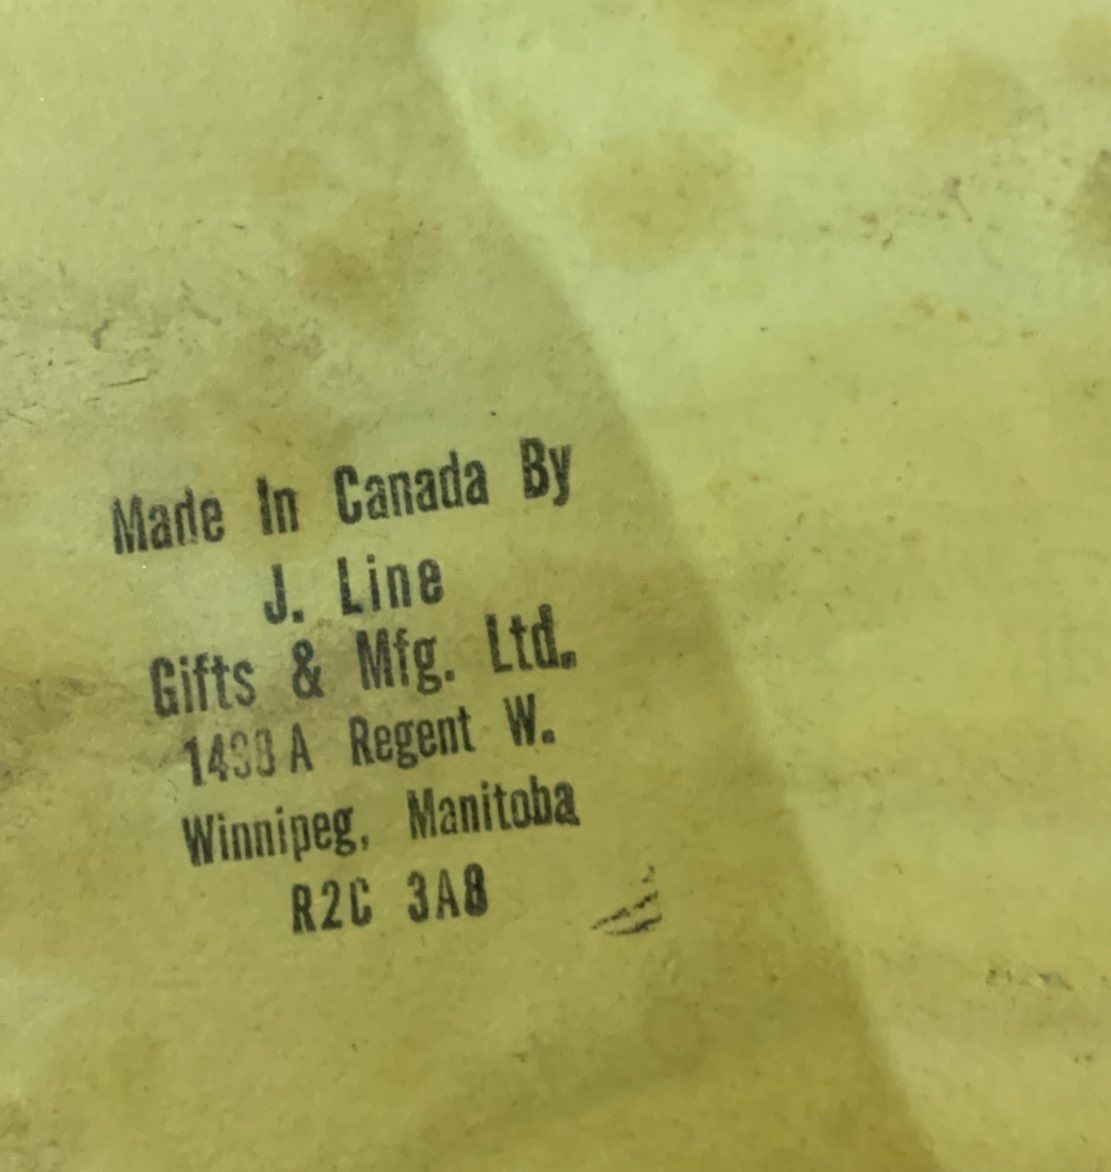 Made In Canada By
J. Line
Gifts & Mfg. Ltd.
Regent W.
Winnipeg, Manitoba
R2C 3A8